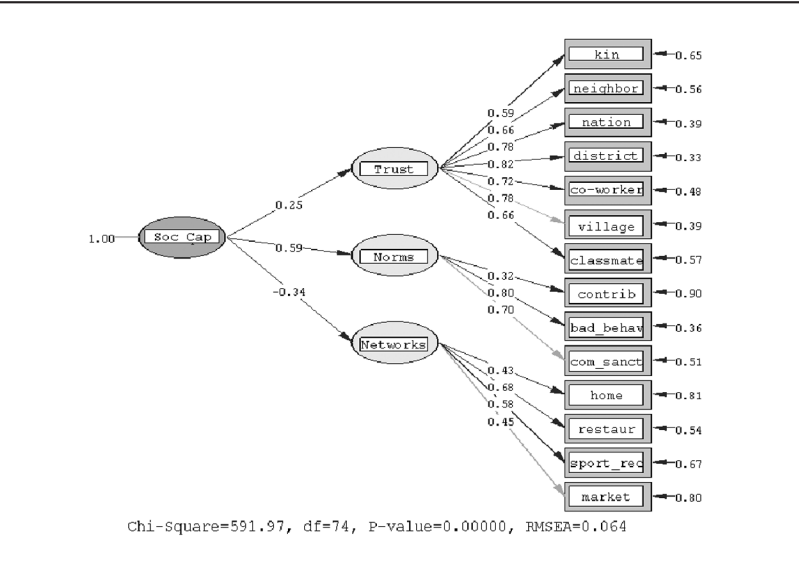 kin
0.65
neighbor
0.56
nation
0.39
district
0.33
co-worker
0.48
village
0.39
classmate
0.57
contrib
0.90
bad_behav
0.36
com_sanct
0.51
home
0.81
restaur
0.54
sport_rec
0.67
market
0.80
0.59
0.66
0.78
0.82
0.72
0.78
0.66
Trust
0.25
1.00
Soc Cap
0.59
Norms
0.32
0.80
0.70
-0.34
Networks
0.43
0.68
0.58
0.45
Chi-Square=591.97, df=74, P-value=0.00000, RMSEA=0.064